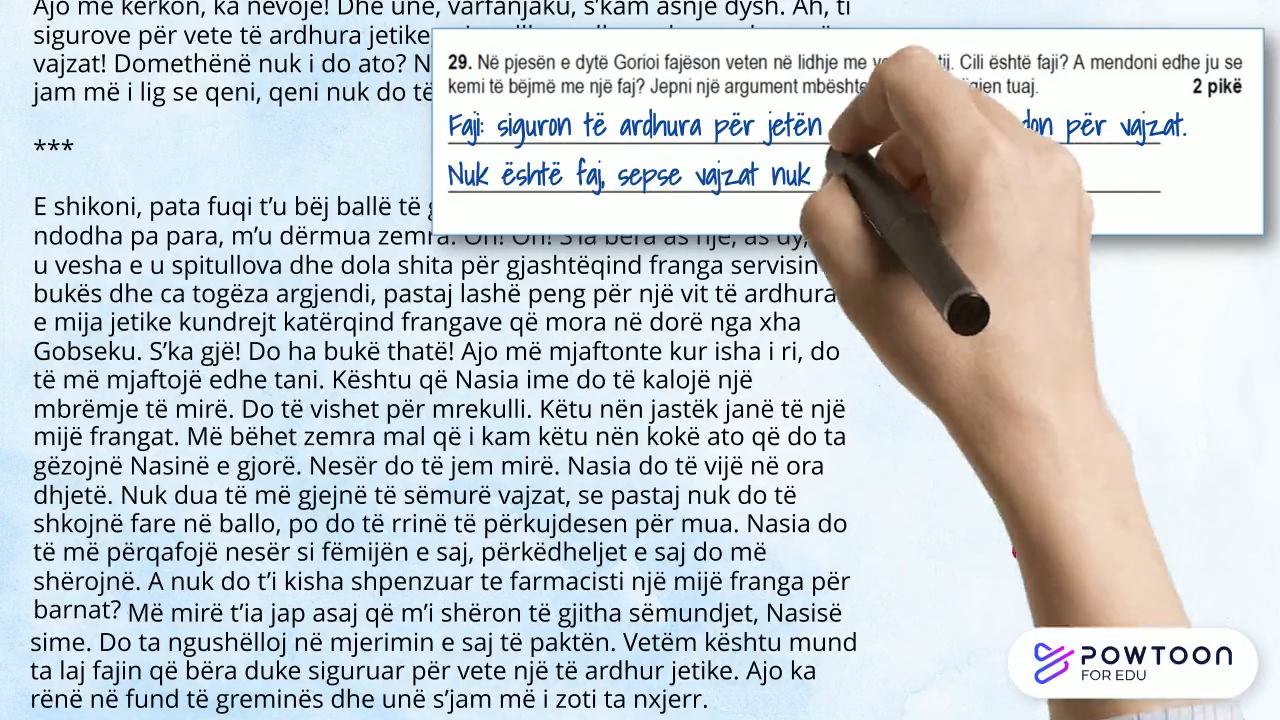 Ajo më kërkon, ka nevojë! Dhe unë, varfanjaku, s'kam asnjë dysh. Ah, ti
sigurove për vete të ardhura jetike
vajzat! Domethënë nuk i do ato? N
jam më i lig se qeni, qeni nuk do të
***
E shikoni, pata fuqi t'u bëj ballë të
ndodha pa para, m'u dërmua zemra. Oh! Oh! S'ia bëra as një, as dy,
u vesha e u spitullova dhe dola shita për gjashtëqind franga servisin
bukës dhe ca togëza argjendi, pastaj lashë peng për një vit të ardhura
e mija jetike kundrejt katërqind frangave që mora në dorë nga xha
Gobseku. S'ka gjë! Do ha bukë thatë! Ajo më mjaftonte kur isha i ri, do
të më mjaftojë edhe tani. Kështu që Nasia ime do të kalojë një
mbrëmje të mirë. Do të vishet për mrekulli. Këtu nën jastëk janë të një
mijë frangat. Më bëhet zemra mal që i kam këtu nën kokë ato që do ta
gëzojnë Nasinë e gjorë. Nesër do të jem mirë. Nasia do të vijë në ora
dhjetë. Nuk dua të më gjejnë të sëmurë vajzat, se pastaj nuk do të
shkojnë fare në ballo, po do të rrinë të përkujdesen për mua. Nasia do
të më përqafojë nesër si fëmijën e saj, përkëdheljet e saj do më
shërojnë. A nuk do t'i kisha shpenzuar te farmacisti një mijë franga për
barnat? Më mirë t'ia jap asaj që m'i shëron të gjitha sëmundjet, Nasisë
sime. Do ta ngushëlloj në mjerimin e saj të paktën. Vetëm kështu mund
ta laj fajin që bëra duke siguruar për vete një të ardhur jetike. Ajo ka
rënë në fund të greminës dhe unë s'jam më i zoti ta nxjerr.
29. Në pjesën e dytë Gorioi fajëson veten në lidhje me tij. Cili është faji? A mendoni edhe ju se
kemi të bëjmë me një faj? Jepni një argument mbështe gjigjen tuaj. 2 pikë
Faji: siguron të ardhura për jetën don për vajzat.
Nuk është faj, sepse vajzat nuk
POWTOON
FOR EDU